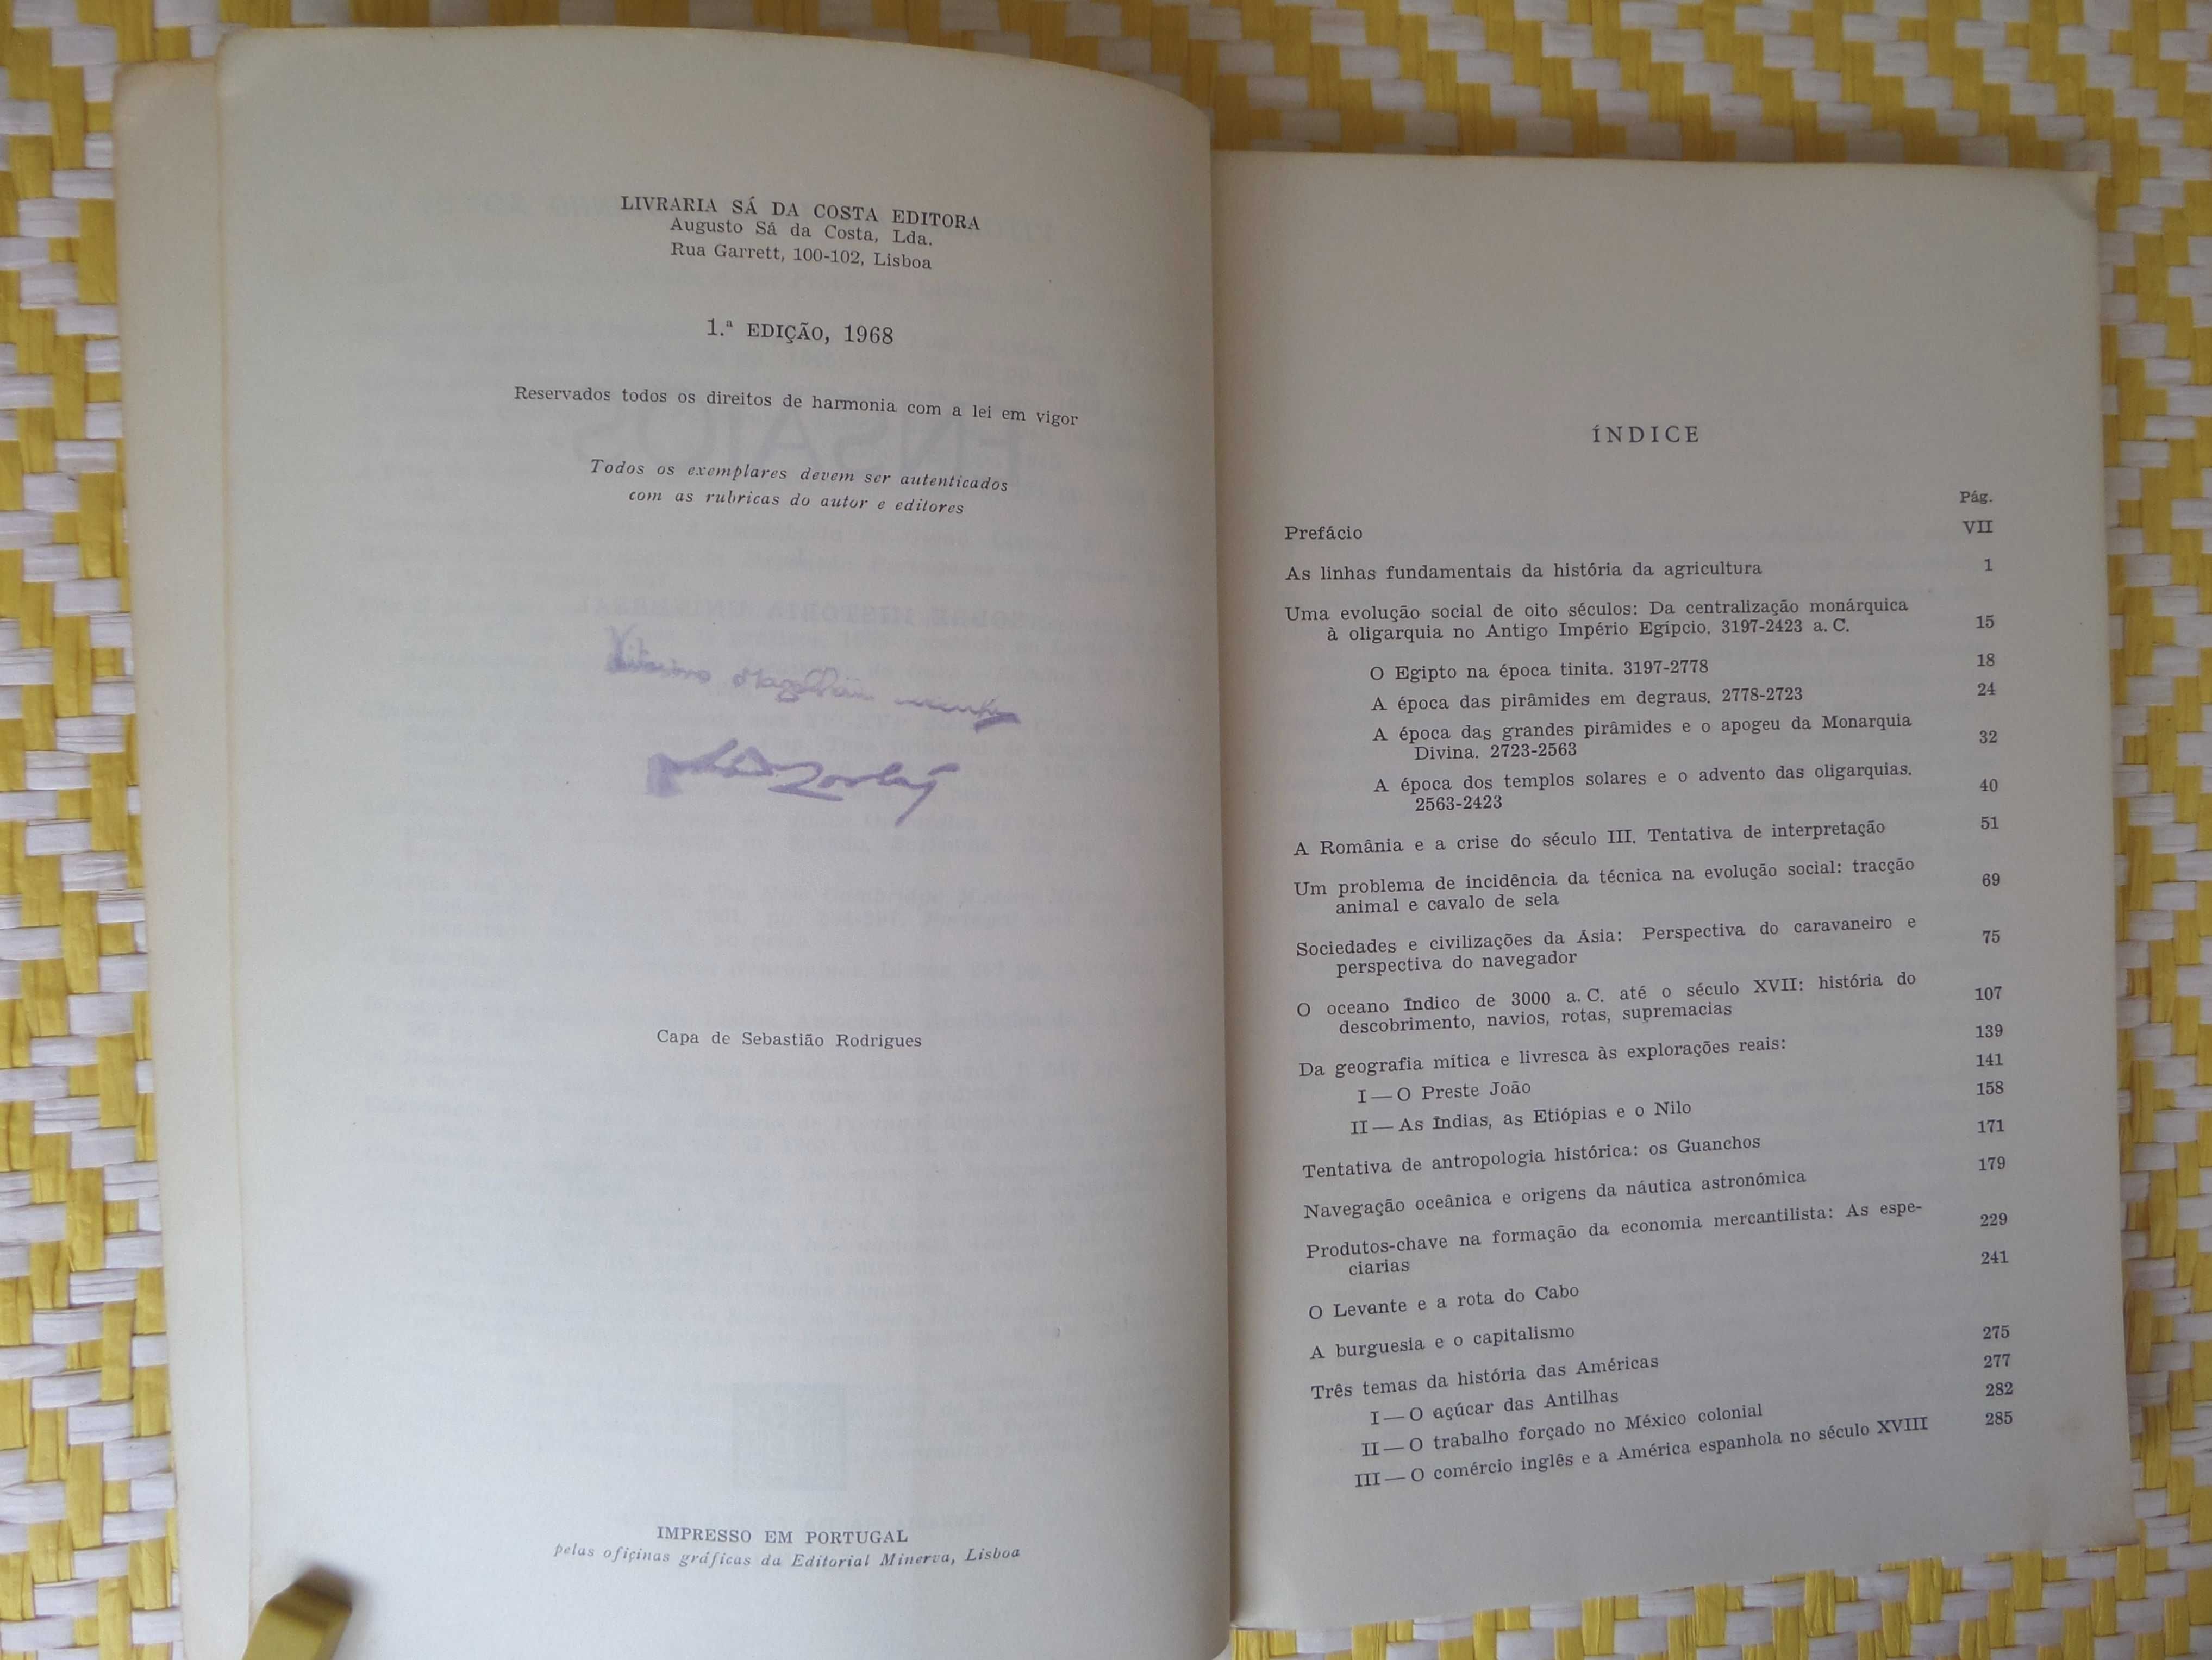 LIVRARIA SÁ DA COSTA EDITORA
Augusto Sá da Costa, Lda.
Rua Garrett, 100-102, Lisboa
1.ª EDIÇÃO, 1968
Reservados todos os direitos de harmonia com a lei em vigor
Todos os exemplares devem ser autenticados
com as rubricas do autor e editores
Capa de Sebastião Rodrigues
IMPRESSO EM PORTUGAL
pelas oficinas gráficas da Editorial Minerva, Lisboa
ÍNDICE
Pág.
Prefácio VII
As linhas fundamentais da história da agricultura 1
Uma evolução social de oito séculos: Da centralização monárquica
à oligarquia no Antigo Império Egípcio. 3197-2423 a. C. 15
O Egipto na época tinita. 3197-2778 18
A época das pirâmides em degraus. 2778-2723 24
A época das grandes pirâmides e o apogeu da Monarquia
Divina. 2723-2563 32
A época dos templos solares e o advento das oligarquias.
2563-2423 40
A România e a crise do século III. Tentativa de interpretação 51
Um problema de incidência da técnica na evolução social: tracção
animal e cavalo de sela 69
Sociedades e civilizações da Ásia: Perspectiva do caravaneiro e
perspectiva do navegador 75
O oceano Índico de 3000 a. C. até o século XVII: história do
descobrimento, navios, rotas, supremacias 107
Da geografia mítica e livresca às explorações reais: 139
I — O Preste João 141
II — As Índias, as Etiópias e o Nilo 158
Tentativa de antropologia histórica: os Guanchos 171
Navegação oceânica e origens da náutica astronómica 179
Produtos-chave na formação da economia mercantilista: As espe-
ciarias 229
O Levante e a rota do Cabo 241
A burguesia e o capitalismo 275
Três temas da história das Américas 277
I — O açúcar das Antilhas 282
II — O trabalho forçado no México colonial 285
III — O comércio inglês e a América espanhola no século XVIII